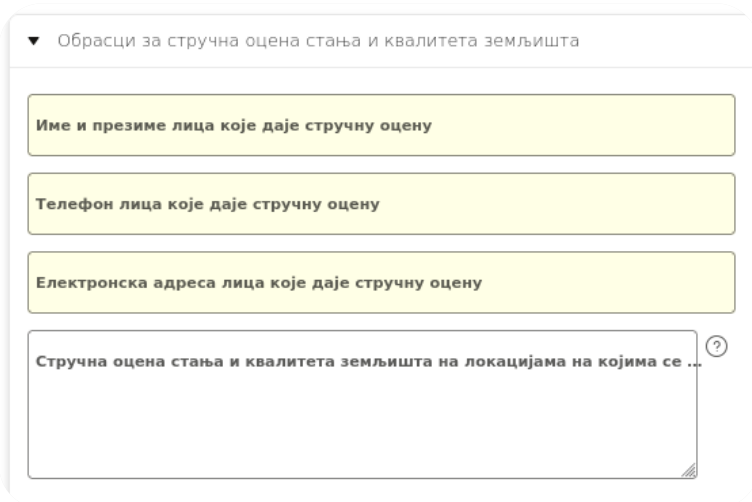 Обрасци за стручна оцена стања и квалитета земљишта
Име и презиме лица које даје стручну оцену
Телефон лица које даје стручну оцену
Електронска адреса лица које даје стручну оцену
Стручна оцена стања и квалитета земљишта на локацијама на којима се ...
?